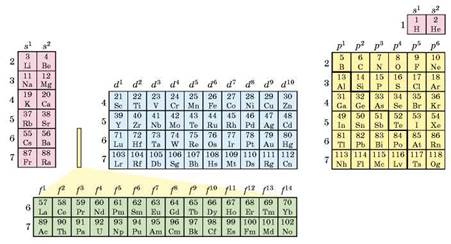 s¹ s²
1 1 2
H He
s¹ s²
2 3 4
Li Be
3 11 12
Na Mg
4 19 20
K Ca
5 37 38
Rb Sr
6 55 56
Cs Ba
7 87 88
Fr Ra
d¹ d² d³ d⁴ d⁵ d⁶ d⁷ d⁸ d⁹ d¹⁰
4 21 22 23 24 25 26 27 28 29 30
Sc Ti V Cr Mn Fe Co Ni Cu Zn
5 39 40 41 42 43 44 45 46 47 48
Y Zr Nb Mo Te Ru Rh Pd Ag Cd
6 71 72 73 74 75 76 77 78 79 80
Lu Hf Ta W Re Os Ir Pt Au Hg
7 103 104 105 106 107 108 109 110 111 112
Lr Rf Db Sg Bh Hs Mt Ds Rg Cn
p¹ p² p³ p⁴ p⁵ p⁶
2 5 6 7 8 9 10
B C N O F Ne
3 13 14 15 16 17 18
Al Si P S Cl Ar
4 31 32 33 34 35 36
Ga Ge As Se Br Kr
5 49 50 51 52 53 54
In Sn Sb Te I Xe
6 81 82 83 84 85 86
Tl Pb Bi Po At Rn
7 113 114 115 116 117 118
Nh Fl Mc Lv Ts Og
f¹ f² f³ f⁴ f⁵ f⁶ f⁷ f⁸ f⁹ f¹⁰ f¹¹ f¹² f¹³ f¹⁴
6 57 58 59 60 61 62 63 64 65 66 67 68 69 70
La Ce Pr Nd Pm Sm Eu Gd Tb Dy Ho Er Tm Yb
7 89 90 91 92 93 94 95 96 97 98 99 100 101 102
Ac Th Pa U Np Pu Am Cm Bk Cf Es Fm Md No